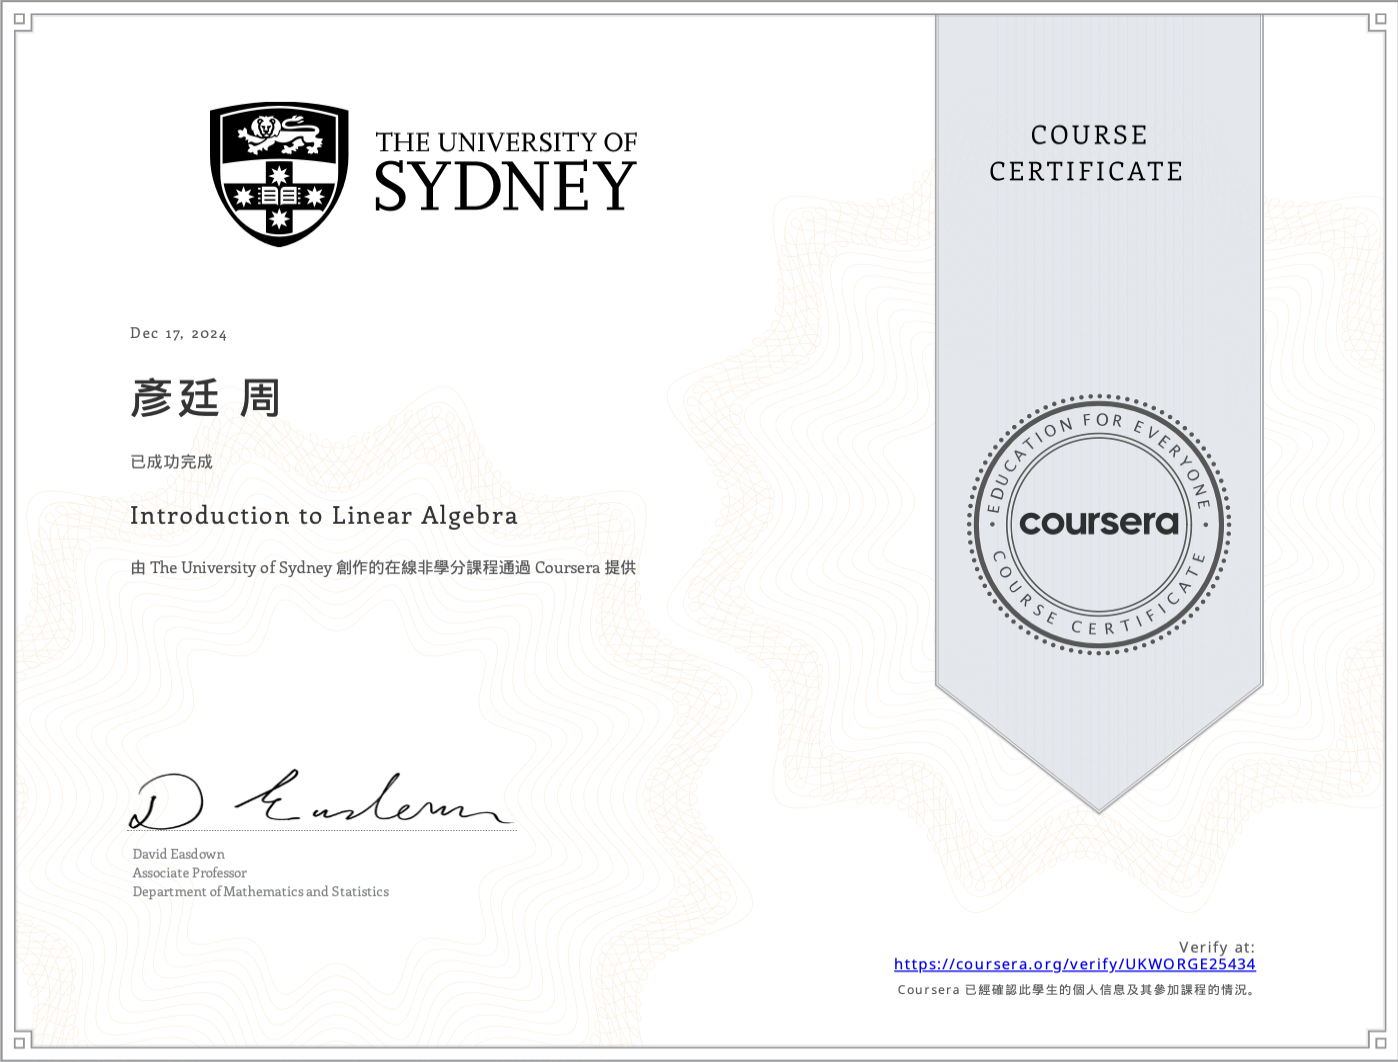 THE UNIVERSITY OF
SYDNEY
COURSE
CERTIFICATE
Dec 17, 2024
彥廷 周
已成功完成
Introduction to Linear Algebra
由 The University of Sydney 創作的在線非學分課程通過 Coursera 提供
EDUCATION FOR EVERYONE
coursera
COURSE CERTIFICATE
D Easdown
David Easdown
Associate Professor
Department of Mathematics and Statistics
Verify at:
https://coursera.org/verify/UKWORGE25434
Coursera 已經確認此學生的個人信息及其參加課程的情況。